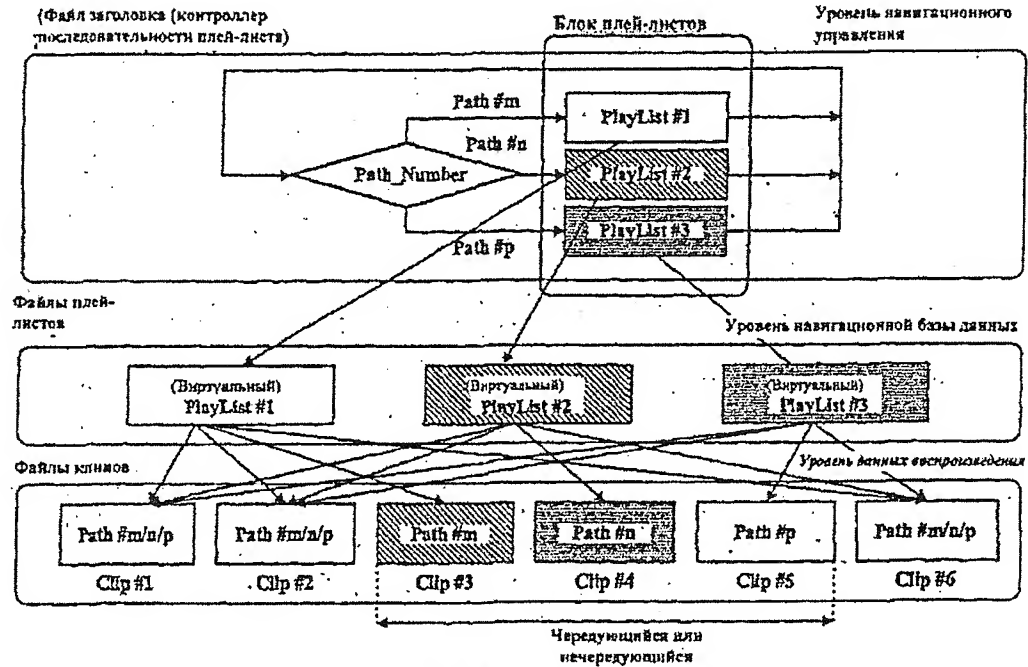 (Файл заголовка (контроллер
последовательности плей-листа)
Блок плей-листов
Уровень навигационного
управления
Path #m
PlayList #1
Path #n
Path_Number
PlayList #2
PlayList #3
Path #p
Файлы плей-
листов
Уровень навигационной базы данных
(Виртуальный)
PlayList #1
(Виртуальный)
PlayList #2
(Виртуальный)
PlayList #3
Файлы клипов
Уровень данных воспроизведения
Path #m/n/p
Path #m/n/p
Path #m
Path #n
Path #p
Path #m/n/p
Clip #1
Clip #2
Clip #3
Clip #4
Clip #5
Clip #6
Чередующийся или
нечередующийся